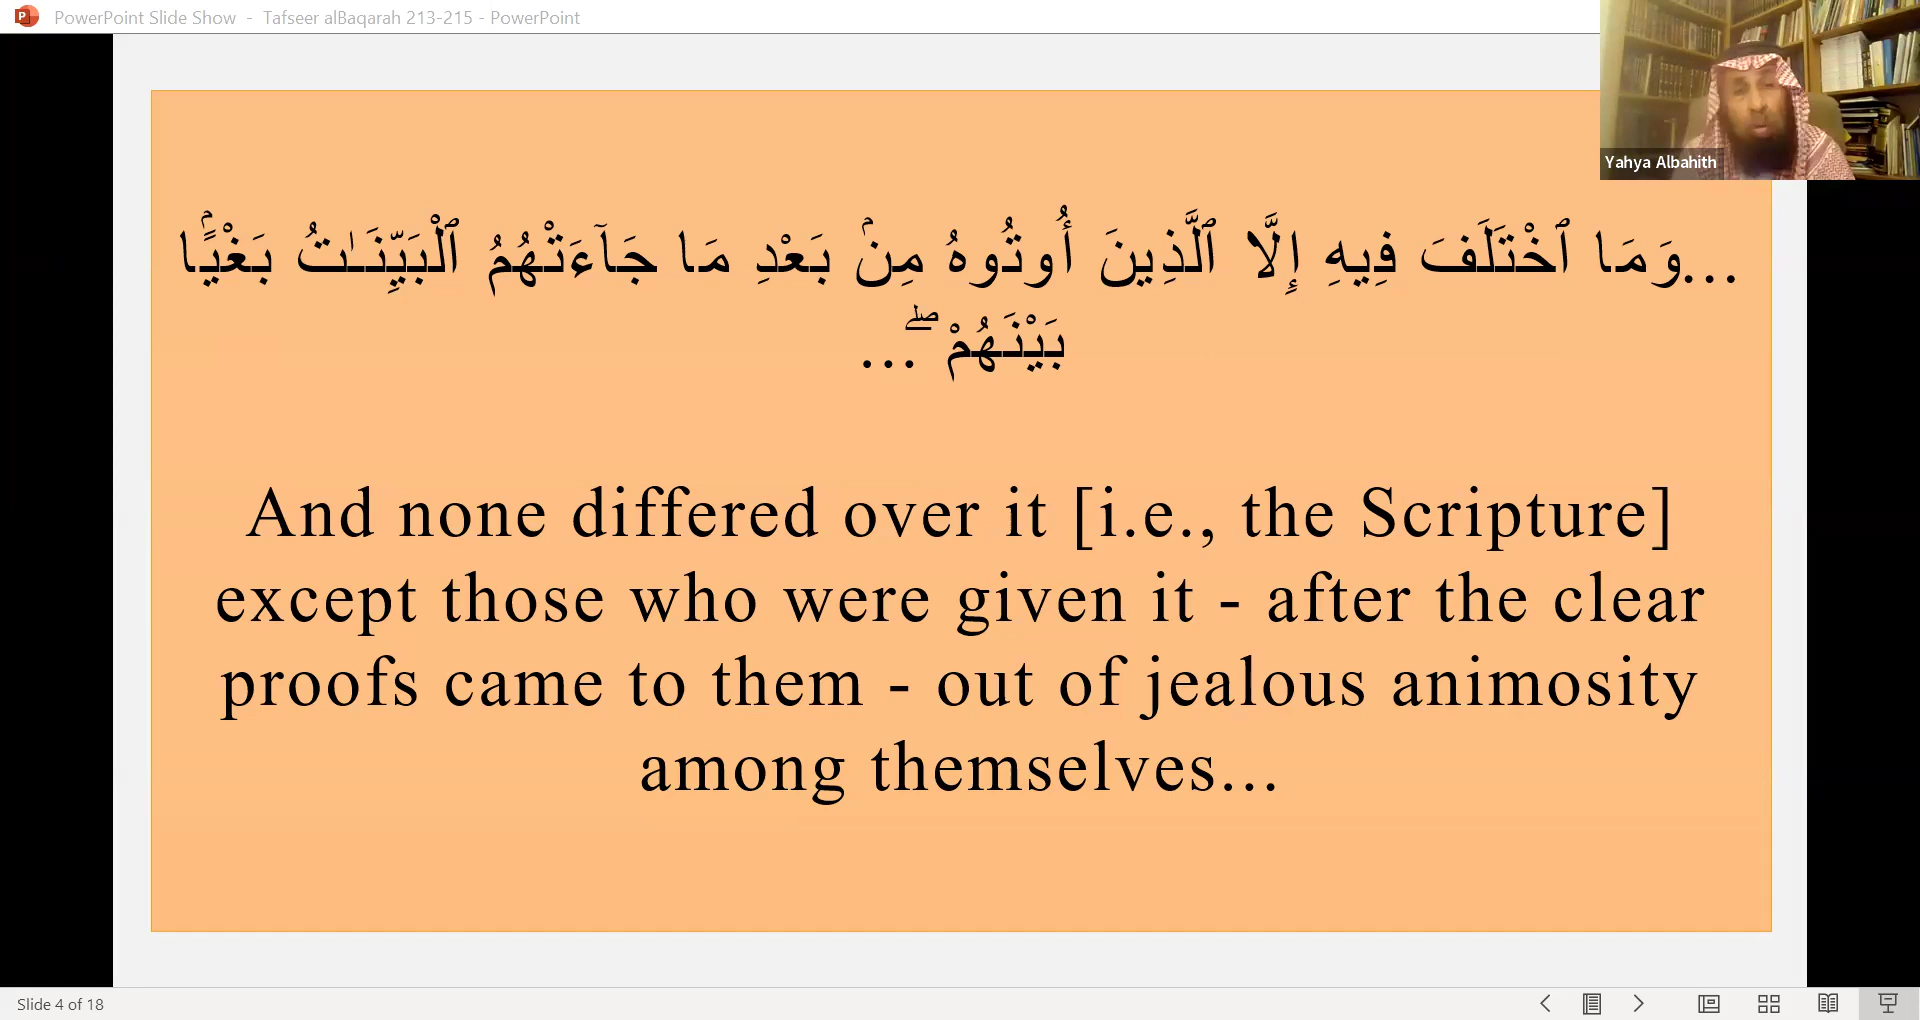 PowerPoint Slide Show - Tafseer alBaqarah 213-215 - PowerPoint
Yahya Albahith
...وَمَا ٱخْتَلَفَ فِيهِ إِلَّا ٱلَّذِينَ أُوتُوهُ مِنۢ بَعْدِ مَا جَآءَتْهُمُ ٱلْبَيِّنَـٰتُ بَغْيًۢا
بَيْنَهُمْ ۖ...
And none differed over it [i.e., the Scripture]
except those who were given it - after the clear
proofs came to them - out of jealous animosity
among themselves...
Slide 4 of 18